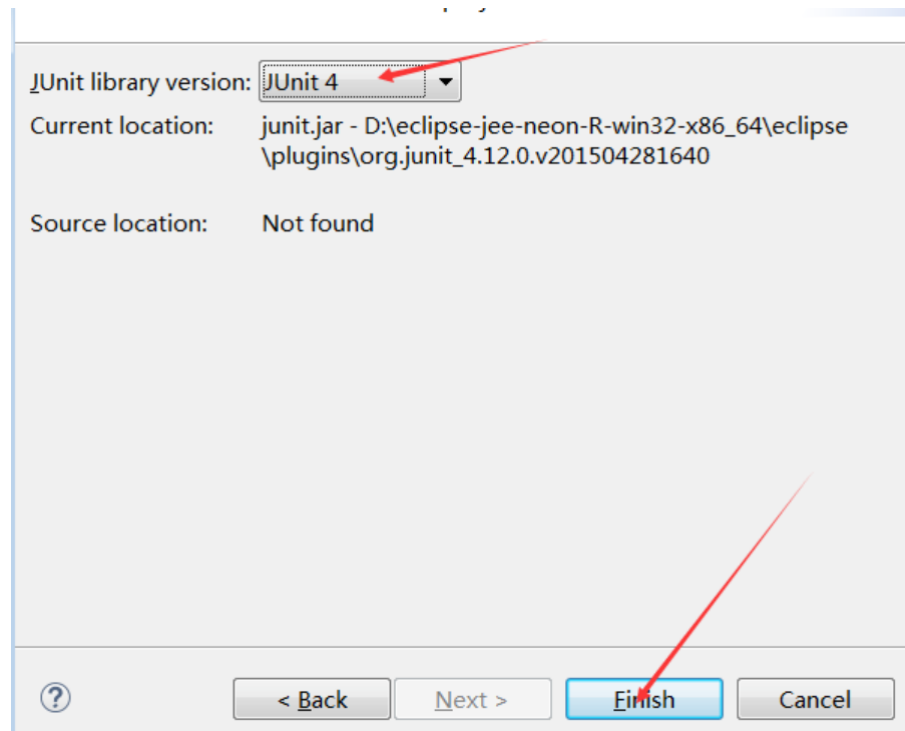 JUnit library version: JUnit 4
Current location: junit.jar - D:\eclipse-jee-neon-R-win32-x86_64\eclipse
\plugins\org.junit_4.12.0.v201504281640
Source location: Not found
? < Back Next > Finish Cancel